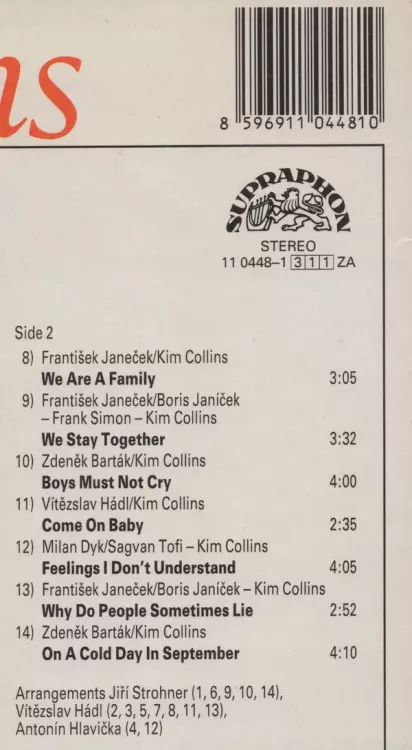 ns
8 596911 044810
SUPRAPHON
STEREO
11 0448–1 311 ZA
Side 2
8) František Janeček/Kim Collins
We Are A Family 3:05
9) František Janeček/Boris Janíček
– Frank Simon – Kim Collins
We Stay Together 3:32
10) Zdeněk Barták/Kim Collins
Boys Must Not Cry 4:00
11) Vítězslav Hádl/Kim Collins
Come On Baby 2:35
12) Milan Dyk/Sagvan Tofi – Kim Collins
Feelings I Don't Understand 4:05
13) František Janeček/Boris Janíček – Kim Collins
Why Do People Sometimes Lie 2:52
14) Zdeněk Barták/Kim Collins
On A Cold Day In September 4:10
Arrangements Jiří Strohner (1, 6, 9, 10, 14),
Vítězslav Hádl (2, 3, 5, 7, 8, 11, 13),
Antonín Hlavička (4, 12)